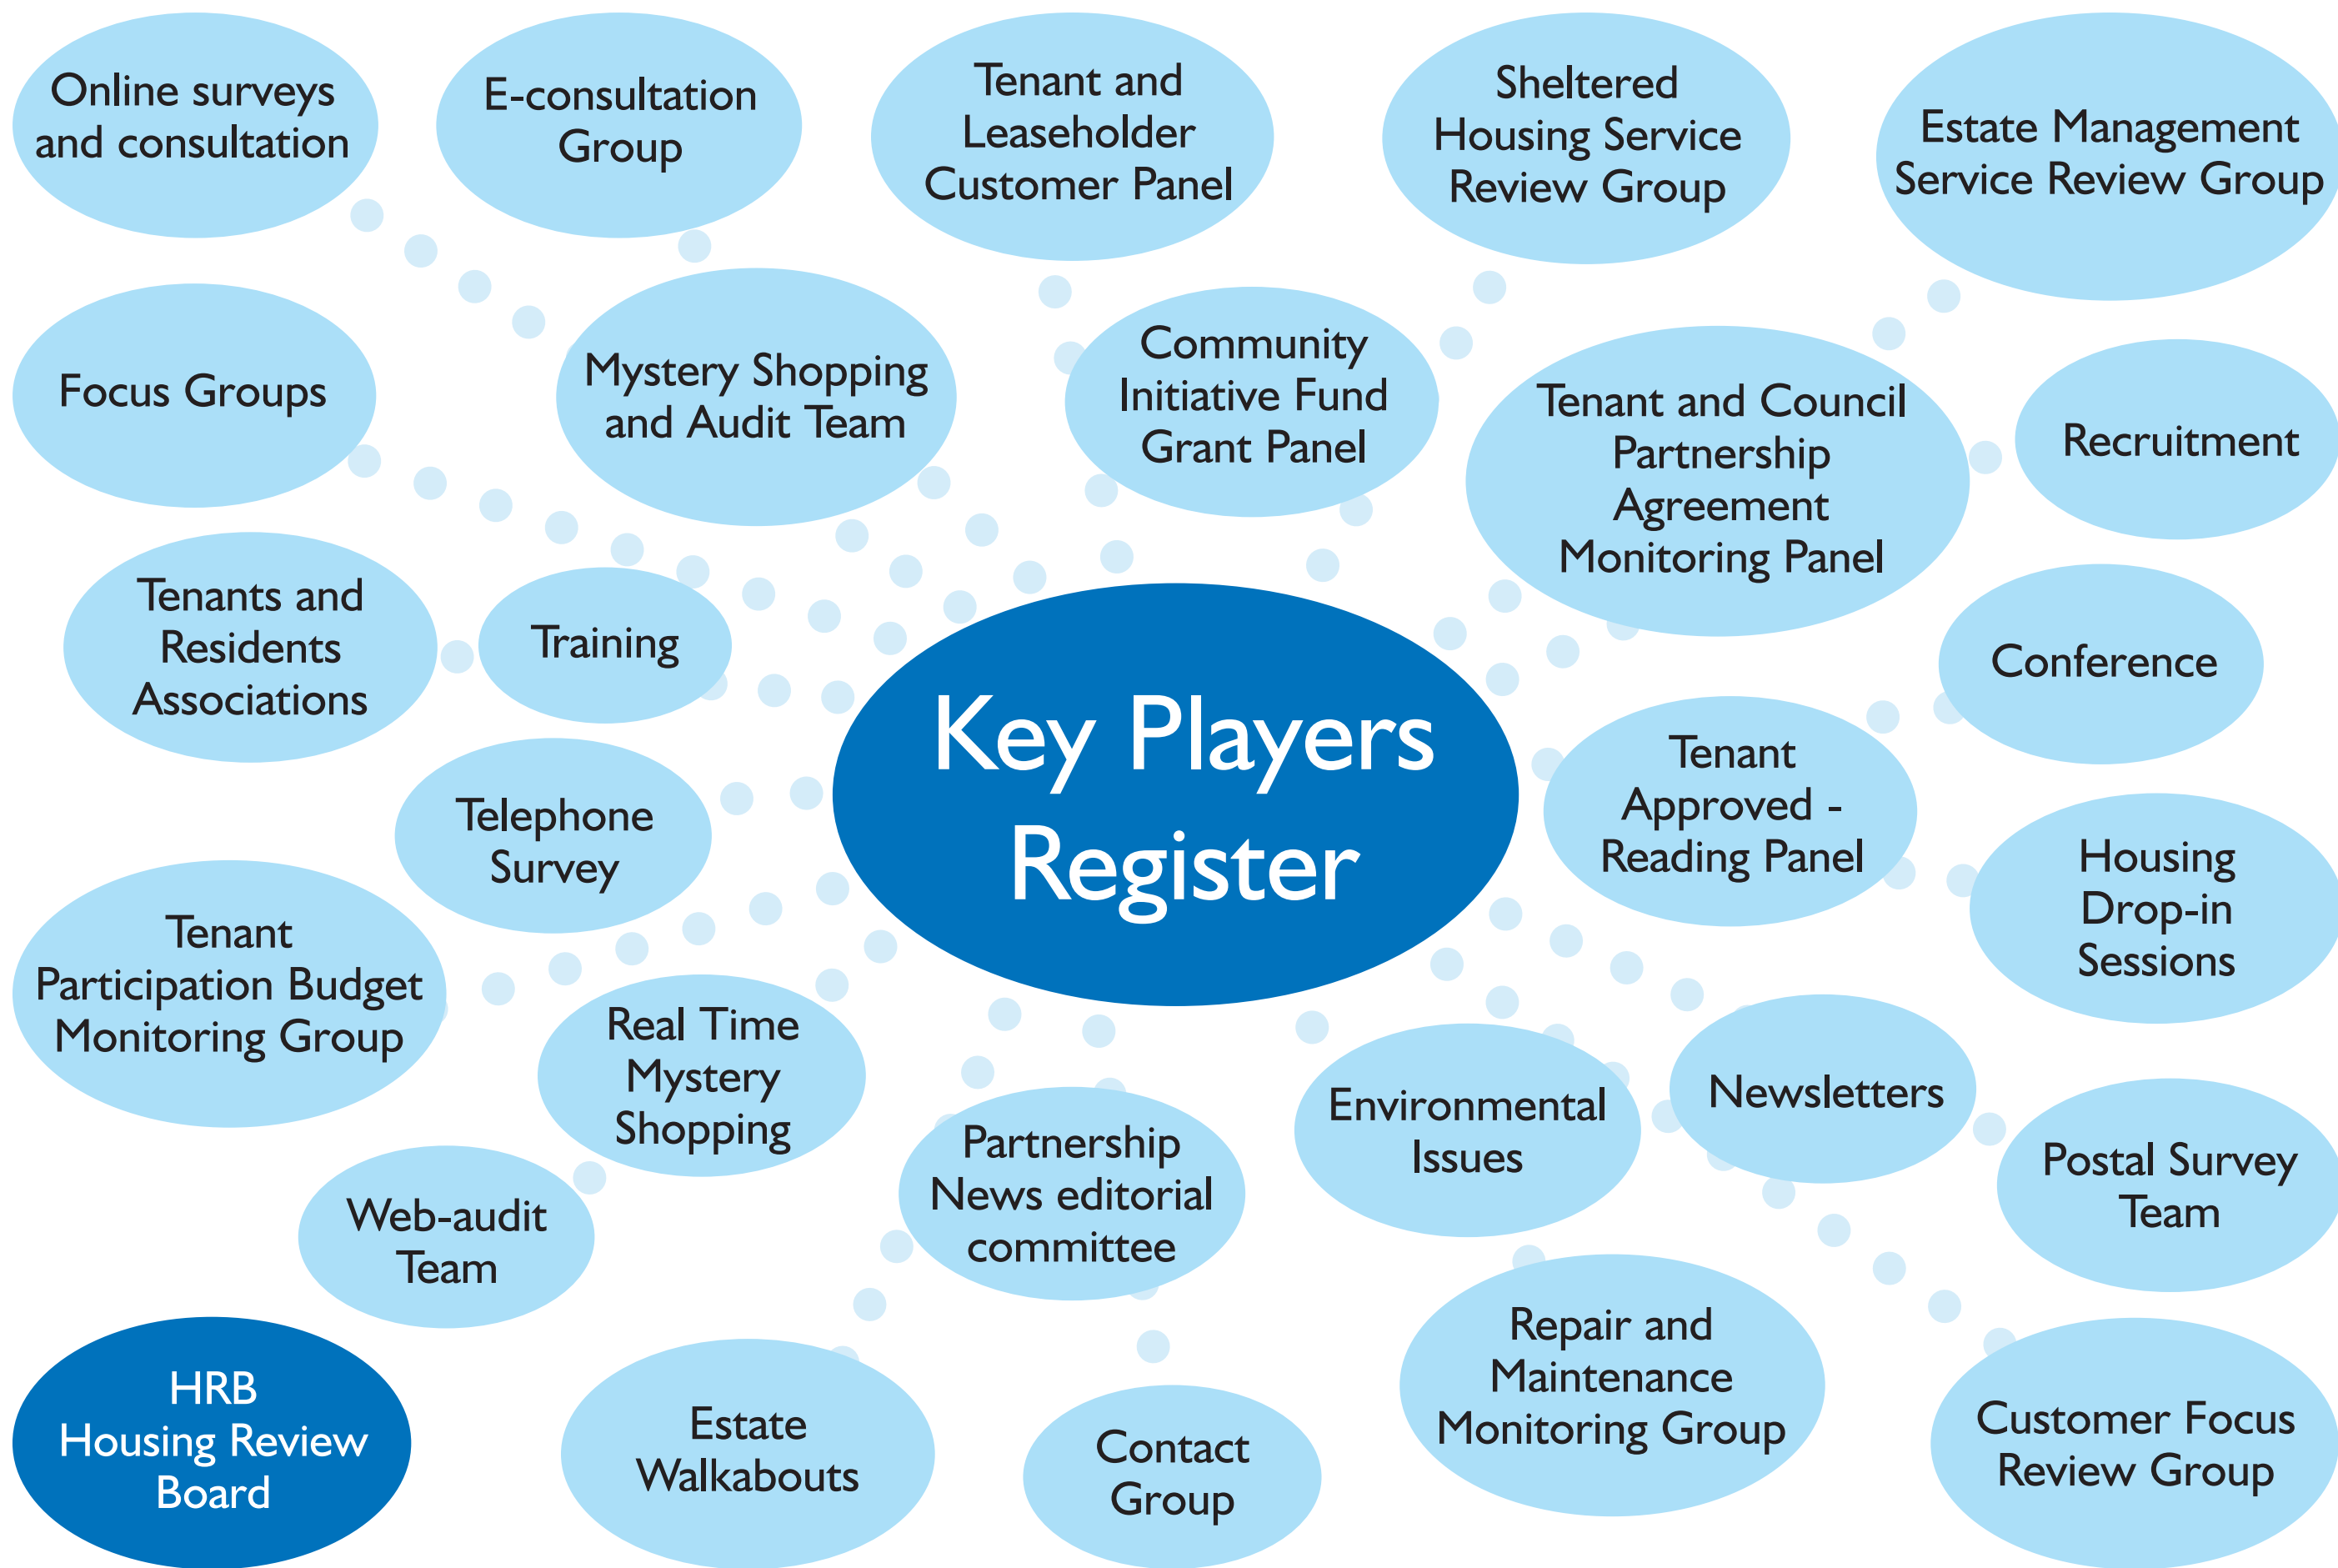 Online surveys
and consultation
E-consultation
Group
Tenant and
Leaseholder
Customer Panel
Sheltered
Housing Service
Review Group
Estate Management
Service Review Group
Focus Groups
Mystery Shopping
and Audit Team
Community
Initiative Fund
Grant Panel
Tenant and Council
Partnership
Agreement
Monitoring Panel
Recruitment
Tenants and
Residents
Associations
Training
Conference
Key Players
Register
Telephone
Survey
Tenant
Approved -
Reading Panel
Housing
Drop-in
Sessions
Tenant
Participation Budget
Monitoring Group
Real Time
Mystery
Shopping
Partnership
News editorial
committee
Environmental
Issues
Newsletters
Postal Survey
Team
Web-audit
Team
HRB
Housing Review
Board
Estate
Walkabouts
Contact
Group
Repair and
Maintenance
Monitoring Group
Customer Focus
Review Group